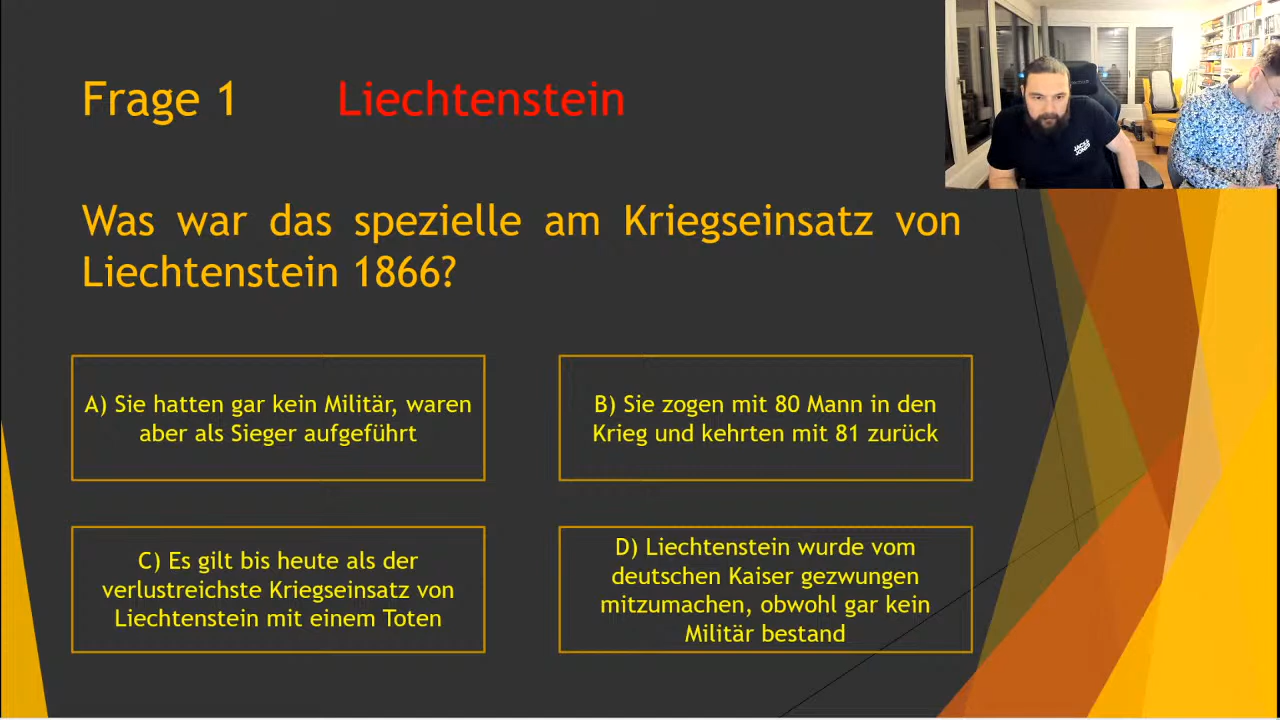 Frage 1 Liechtenstein
Was war das spezielle am Kriegseinsatz von
Liechtenstein 1866?
A) Sie hatten gar kein Militär, waren
aber als Sieger aufgeführt
B) Sie zogen mit 80 Mann in den
Krieg und kehrten mit 81 zurück
C) Es gilt bis heute als der
verlustreichste Kriegseinsatz von
Liechtenstein mit einem Toten
D) Liechtenstein wurde vom
deutschen Kaiser gezwungen
mitzumachen, obwohl gar kein
Militär bestand
JACK&
JONES